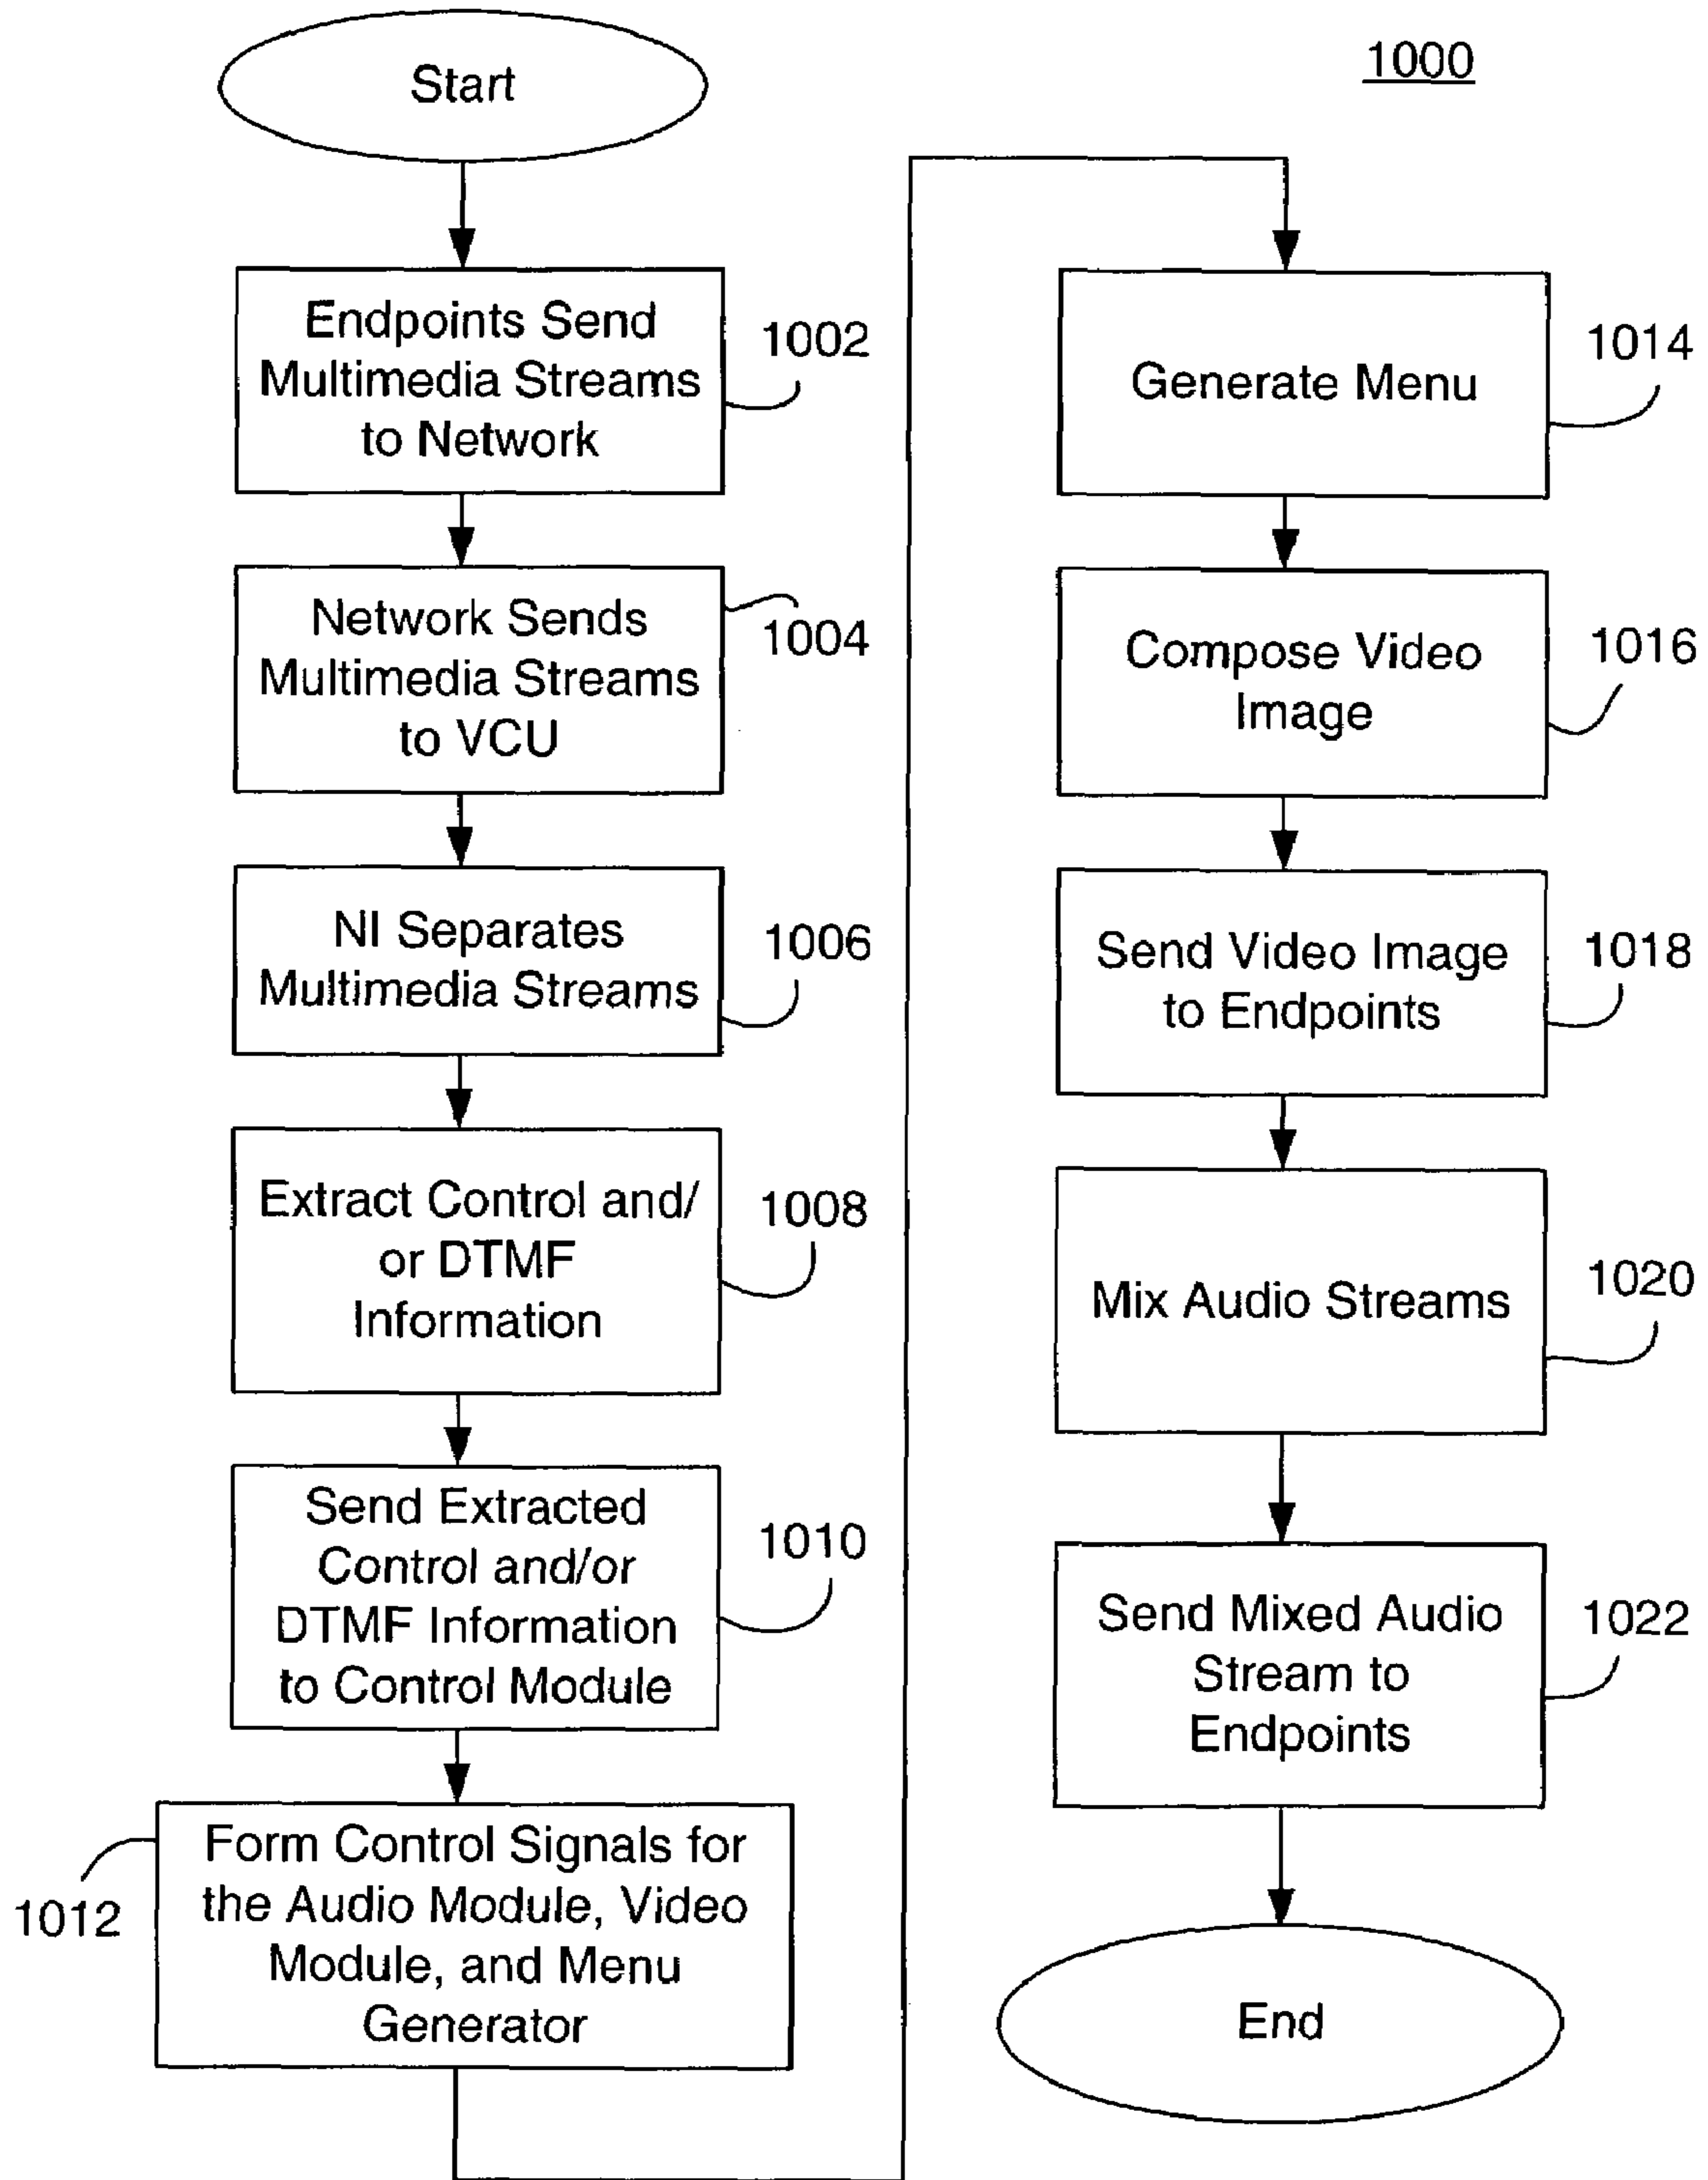 1000
Start
Endpoints Send
Multimedia Streams
to Network
1002
Network Sends
Multimedia Streams
to VCU
1004
NI Separates
Multimedia Streams
1006
Extract Control and/
or DTMF
Information
1008
Send Extracted
Control and/or
DTMF Information
to Control Module
1010
Form Control Signals for
the Audio Module, Video
Module, and Menu
Generator
1012
Generate Menu
1014
Compose Video
Image
1016
Send Video Image
to Endpoints
1018
Mix Audio Streams
1020
Send Mixed Audio
Stream to
Endpoints
1022
End